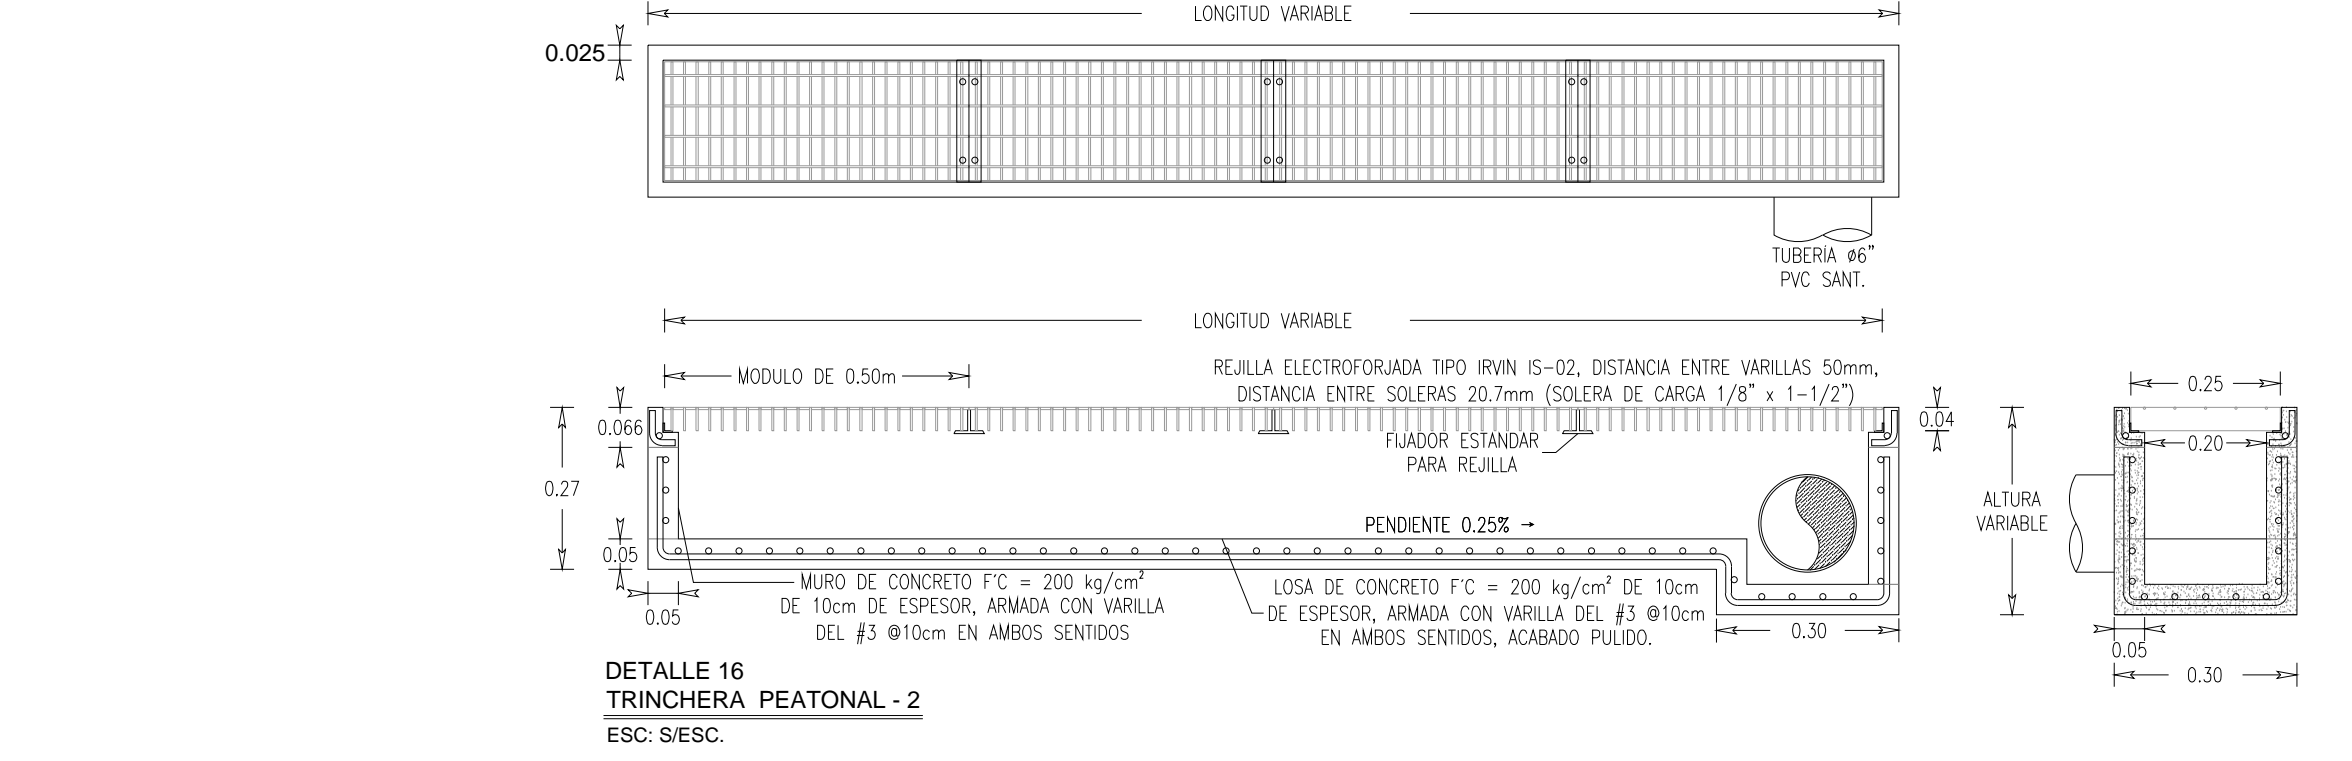 LONGITUD VARIABLE
0.025
TUBERÍA ø6"
PVC SANT.
LONGITUD VARIABLE
MODULO DE 0.50m
REJILLA ELECTROFORJADA TIPO IRVIN IS-02, DISTANCIA ENTRE VARILLAS 50mm,
DISTANCIA ENTRE SOLERAS 20.7mm (SOLERA DE CARGA 1/8" x 1-1/2")
0.25
0.066
0.04
FIJADOR ESTANDAR
PARA REJILLA
0.20
0.27
ALTURA
VARIABLE
PENDIENTE 0.25% →
0.05
MURO DE CONCRETO F'C = 200 kg/cm²
DE 10cm DE ESPESOR, ARMADA CON VARILLA
DEL #3 @10cm EN AMBOS SENTIDOS
LOSA DE CONCRETO F'C = 200 kg/cm² DE 10cm
DE ESPESOR, ARMADA CON VARILLA DEL #3 @10cm
EN AMBOS SENTIDOS, ACABADO PULIDO.
0.05
0.30
0.05
0.30
DETALLE 16
TRINCHERA PEATONAL - 2
ESC: S/ESC.